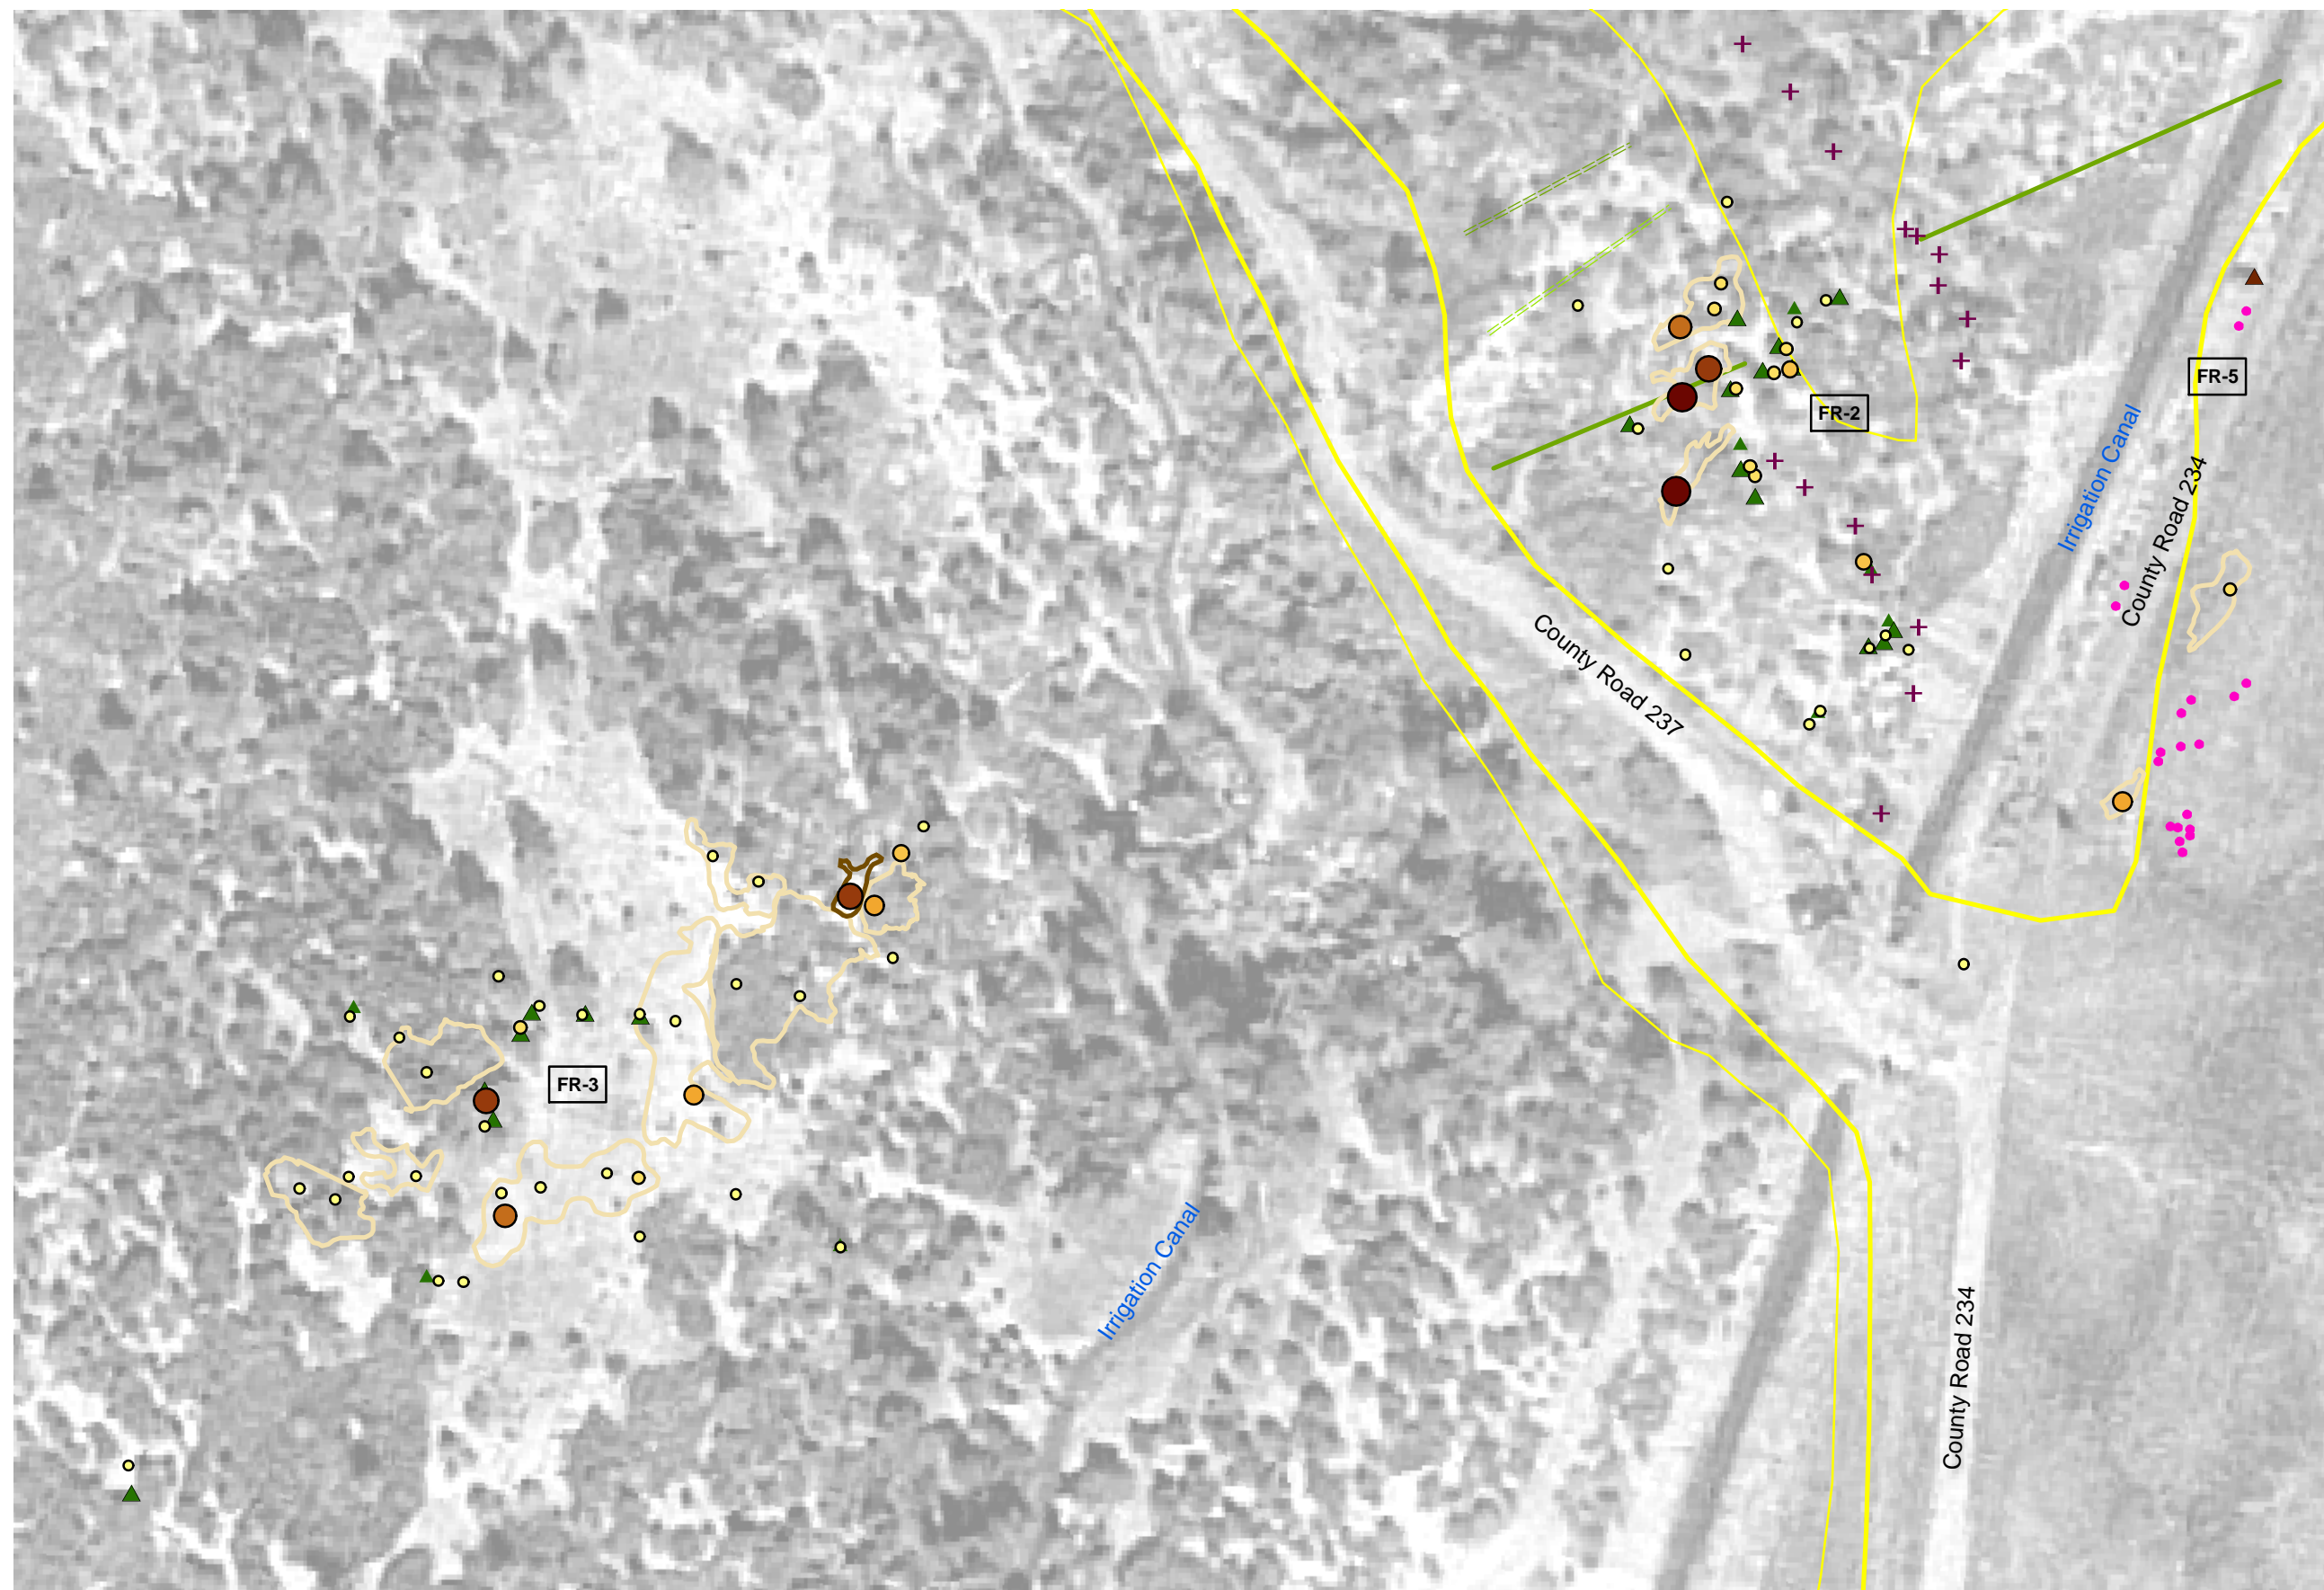 FR-5
FR-2
Irrigation Canal
County Road 234
County Road 237
FR-3
Irrigation Canal
County Road 234